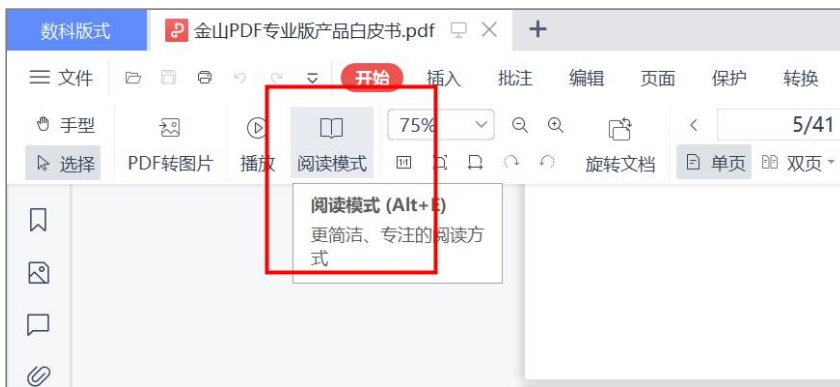 数科版式 金山PDF专业版产品白皮书.pdf
文件 开始 插入 批注 编辑 页面 保护 转换
手型 75% 5/41
选择 PDF转图片 播放 阅读模式 1:1 旋转文档 单页 双页
阅读模式 (Alt+E)
更简洁、专注的阅读方
式